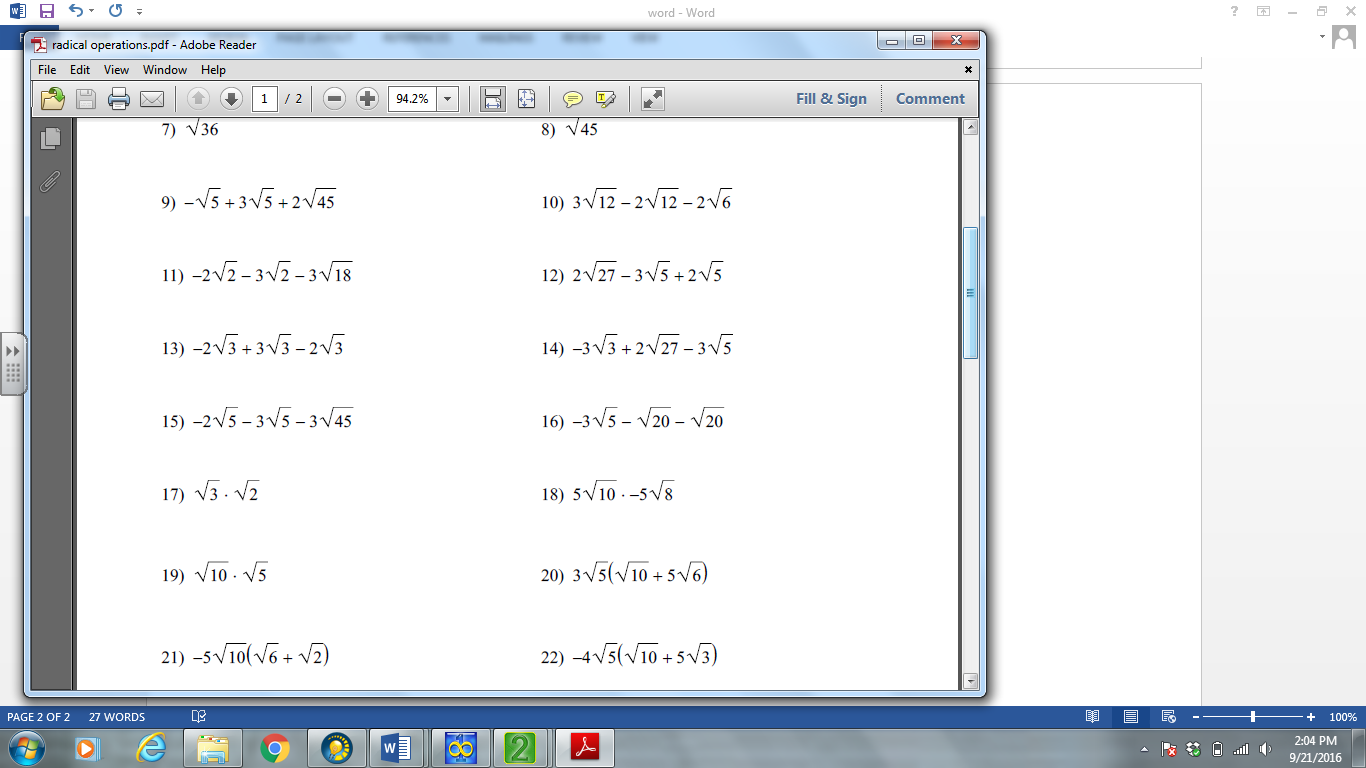 word - Word
?
radical operations.pdf - Adobe Reader
File Edit View Window Help
1 / 2 94.2% Fill & Sign Comment
7) √36 8) √45
9) −√5 + 3√5 + 2√45 10) 3√12 − 2√12 − 2√6
11) −2√2 − 3√2 − 3√18 12) 2√27 − 3√5 + 2√5
13) −2√3 + 3√3 − 2√3 14) −3√3 + 2√27 − 3√5
15) −2√5 − 3√5 − 3√45 16) −3√5 − √20 − √20
17) √3 · √2 18) 5√10 · −5√8
19) √10 · √5 20) 3√5(√10 + 5√6)
21) −5√10(√6 + √2) 22) −4√5(√10 + 5√3)
PAGE 2 OF 2 27 WORDS 100%
2:04 PM
9/21/2016